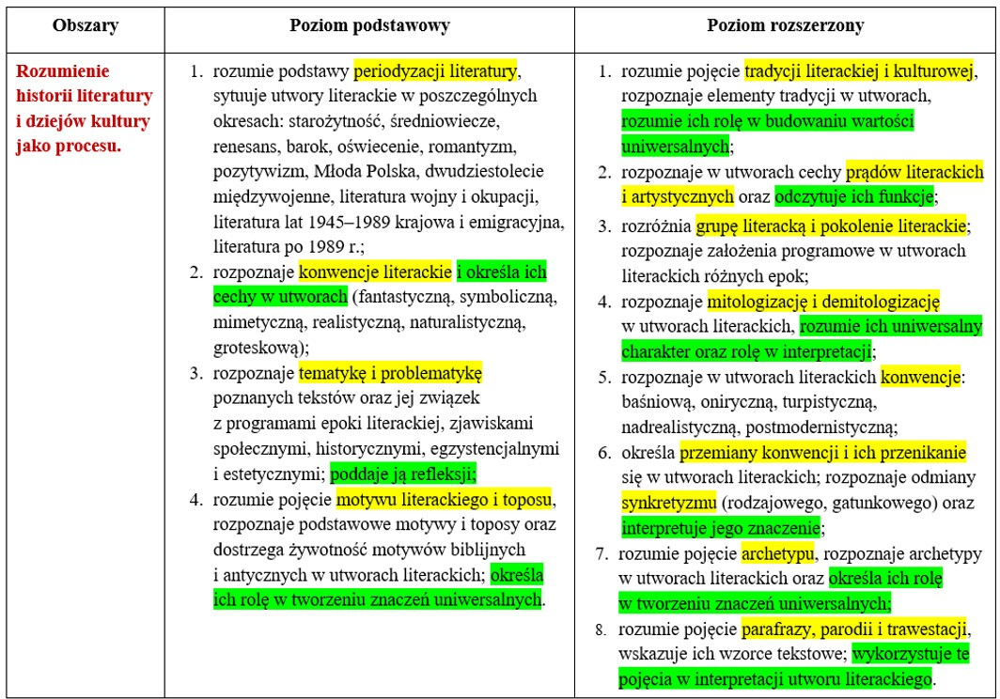 Obszary
Poziom podstawowy
Poziom rozszerzony
Rozumienie
historii literatury
i dziejów kultury
jako procesu.
1. rozumie podstawy periodyzacji literatury,
sytuuje utwory literackie w poszczególnych
okresach: starożytność, średniowiecze,
renesans, barok, oświecenie, romantyzm,
pozytywizm, Młoda Polska, dwudziestolecie
międzywojenne, literatura wojny i okupacji,
literatura lat 1945–1989 krajowa i emigracyjna,
literatura po 1989 r.;
2. rozpoznaje konwencje literackie i określa ich
cechy w utworach (fantastyczną, symboliczną,
mimetyczną, realistyczną, naturalistyczną,
groteskową);
3. rozpoznaje tematykę i problematykę
poznanych tekstów oraz jej związek
z programami epoki literackiej, zjawiskami
społecznymi, historycznymi, egzystencjalnymi
i estetycznymi; poddaje ją refleksji;
4. rozumie pojęcie motywu literackiego i toposu,
rozpoznaje podstawowe motywy i toposy oraz
dostrzega żywotność motywów biblijnych
i antycznych w utworach literackich; określa
ich rolę w tworzeniu znaczeń uniwersalnych.
1. rozumie pojęcie tradycji literackiej i kulturowej,
rozpoznaje elementy tradycji w utworach,
rozumie ich rolę w budowaniu wartości
uniwersalnych;
2. rozpoznaje w utworach cechy prądów literackich
i artystycznych oraz odczytuje ich funkcje;
3. rozróżnia grupę literacką i pokolenie literackie;
rozpoznaje założenia programowe w utworach
literackich różnych epok;
4. rozpoznaje mitologizację i demitologizację
w utworach literackich, rozumie ich uniwersalny
charakter oraz rolę w interpretacji;
5. rozpoznaje w utworach literackich konwencje:
baśniową, oniryczną, turpistyczną,
nadrealistyczną, postmodernistyczną;
6. określa przemiany konwencji i ich przenikanie
się w utworach literackich; rozpoznaje odmiany
synkretyzmu (rodzajowego, gatunkowego) oraz
interpretuje jego znaczenie;
7. rozumie pojęcie archetypu, rozpoznaje archetypy
w utworach literackich oraz określa ich rolę
w tworzeniu znaczeń uniwersalnych;
8. rozumie pojęcie parafrazy, parodii i trawestacji,
wskazuje ich wzorce tekstowe; wykorzystuje te
pojęcia w interpretacji utworu literackiego.